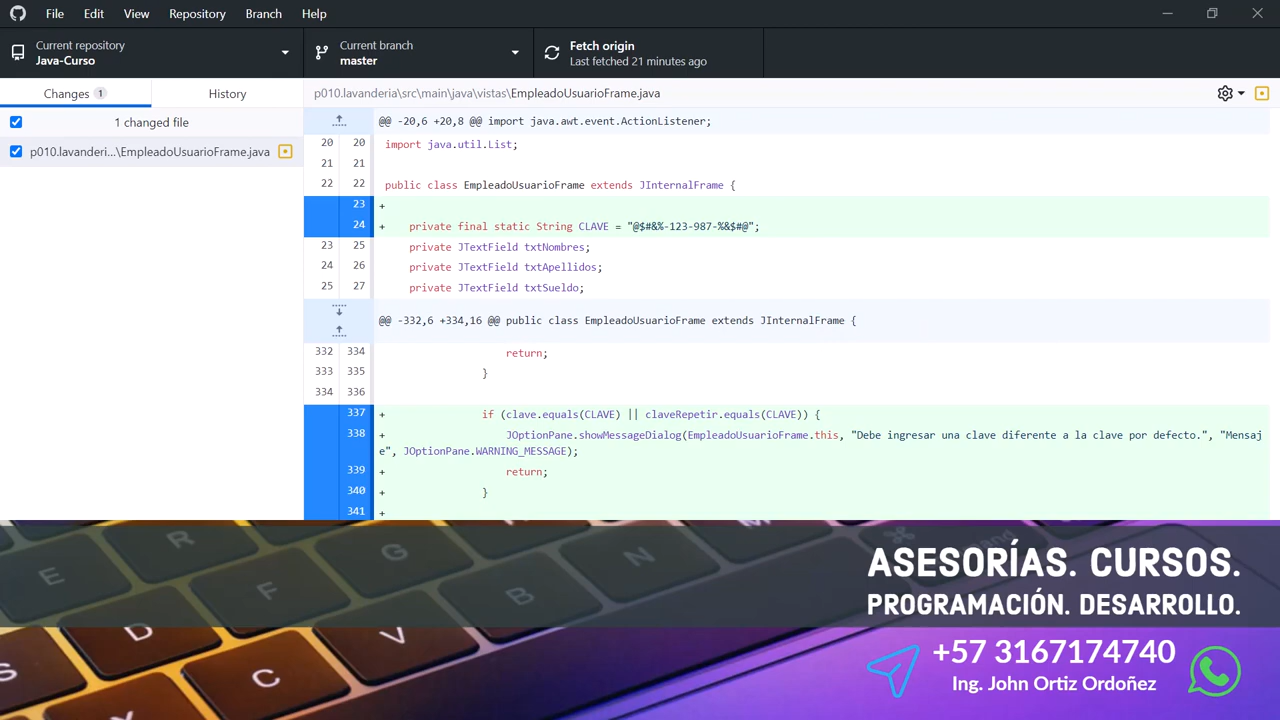 File Edit View Repository Branch Help
Current repository
Java-Curso
Current branch
master
Fetch origin
Last fetched 21 minutes ago
Changes 1
History
1 changed file
p010.lavanderi...\EmpleadoUsuarioFrame.java
p010.lavanderia\src\main\java\vistas\EmpleadoUsuarioFrame.java
@@ -20,6 +20,8 @@ import java.awt.event.ActionListener;
20 20 import java.util.List;
21 21
22 22 public class EmpleadoUsuarioFrame extends JInternalFrame {
23 +
24 + private final static String CLAVE = "@$#&%-123-987-%&$#@";
23 25 private JTextField txtNombres;
24 26 private JTextField txtApellidos;
25 27 private JTextField txtSueldo;
@@ -332,6 +334,16 @@ public class EmpleadoUsuarioFrame extends JInternalFrame {
332 334 return;
333 335 }
334 336
337 + if (clave.equals(CLAVE) || claveRepetir.equals(CLAVE)) {
338 + JOptionPane.showMessageDialog(EmpleadoUsuarioFrame.this, "Debe ingresar una clave diferente a la clave por defecto.", "Mensaj
e", JOptionPane.WARNING_MESSAGE);
339 + return;
340 + }
341 +
R
E
G
M
F
N
B
D
V
C
S
ASESORÍAS. CURSOS.
PROGRAMACIÓN. DESARROLLO.
+57 3167174740
Ing. John Ortiz Ordoñez